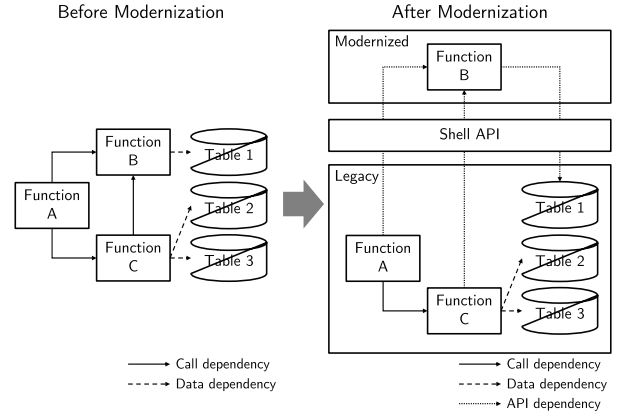 Before Modernization
Function
B
Table 1
Function
A
Table 2
Function
C
Table 3
Call dependency
Data dependency
After Modernization
Modernized
Function
B
Shell API
Legacy
Table 1
Function
A
Table 2
Function
C
Table 3
Call dependency
Data dependency
API dependency